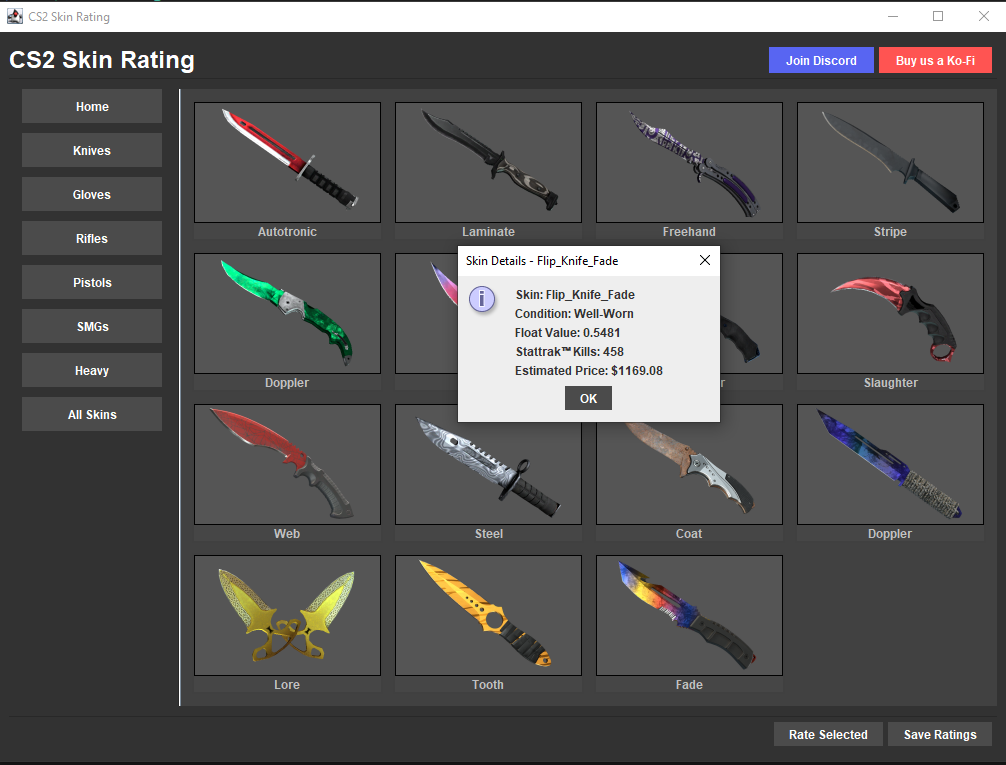 CS2 Skin Rating
CS2 Skin Rating
Join Discord
Buy us a Ko-Fi
Home
Knives
Gloves
Rifles
Pistols
SMGs
Heavy
All Skins
Autotronic
Laminate
Freehand
Stripe
Skin Details - Flip_Knife_Fade
i
Skin: Flip_Knife_Fade
Condition: Well-Worn
Float Value: 0.5481
Stattrak™ Kills: 458
Estimated Price: $1169.08
OK
Doppler
Slaughter
Web
Steel
Coat
Doppler
Lore
Tooth
Fade
Rate Selected
Save Ratings